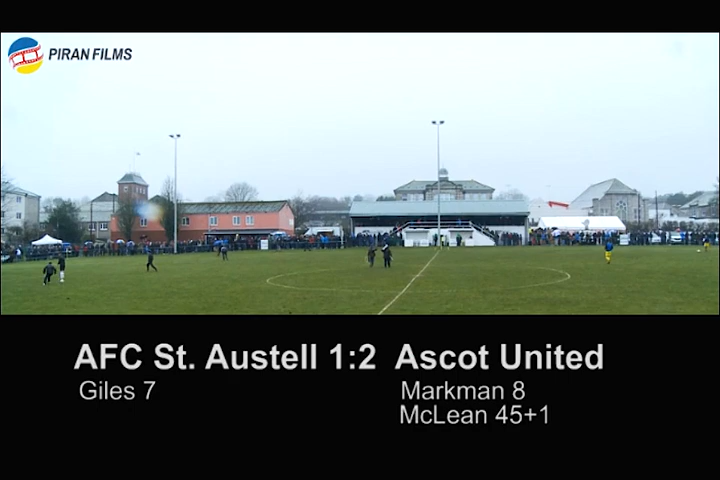 PIRAN FILMS
AFC St. Austell 1:2 Ascot United
Giles 7
Markman 8
McLean 45+1